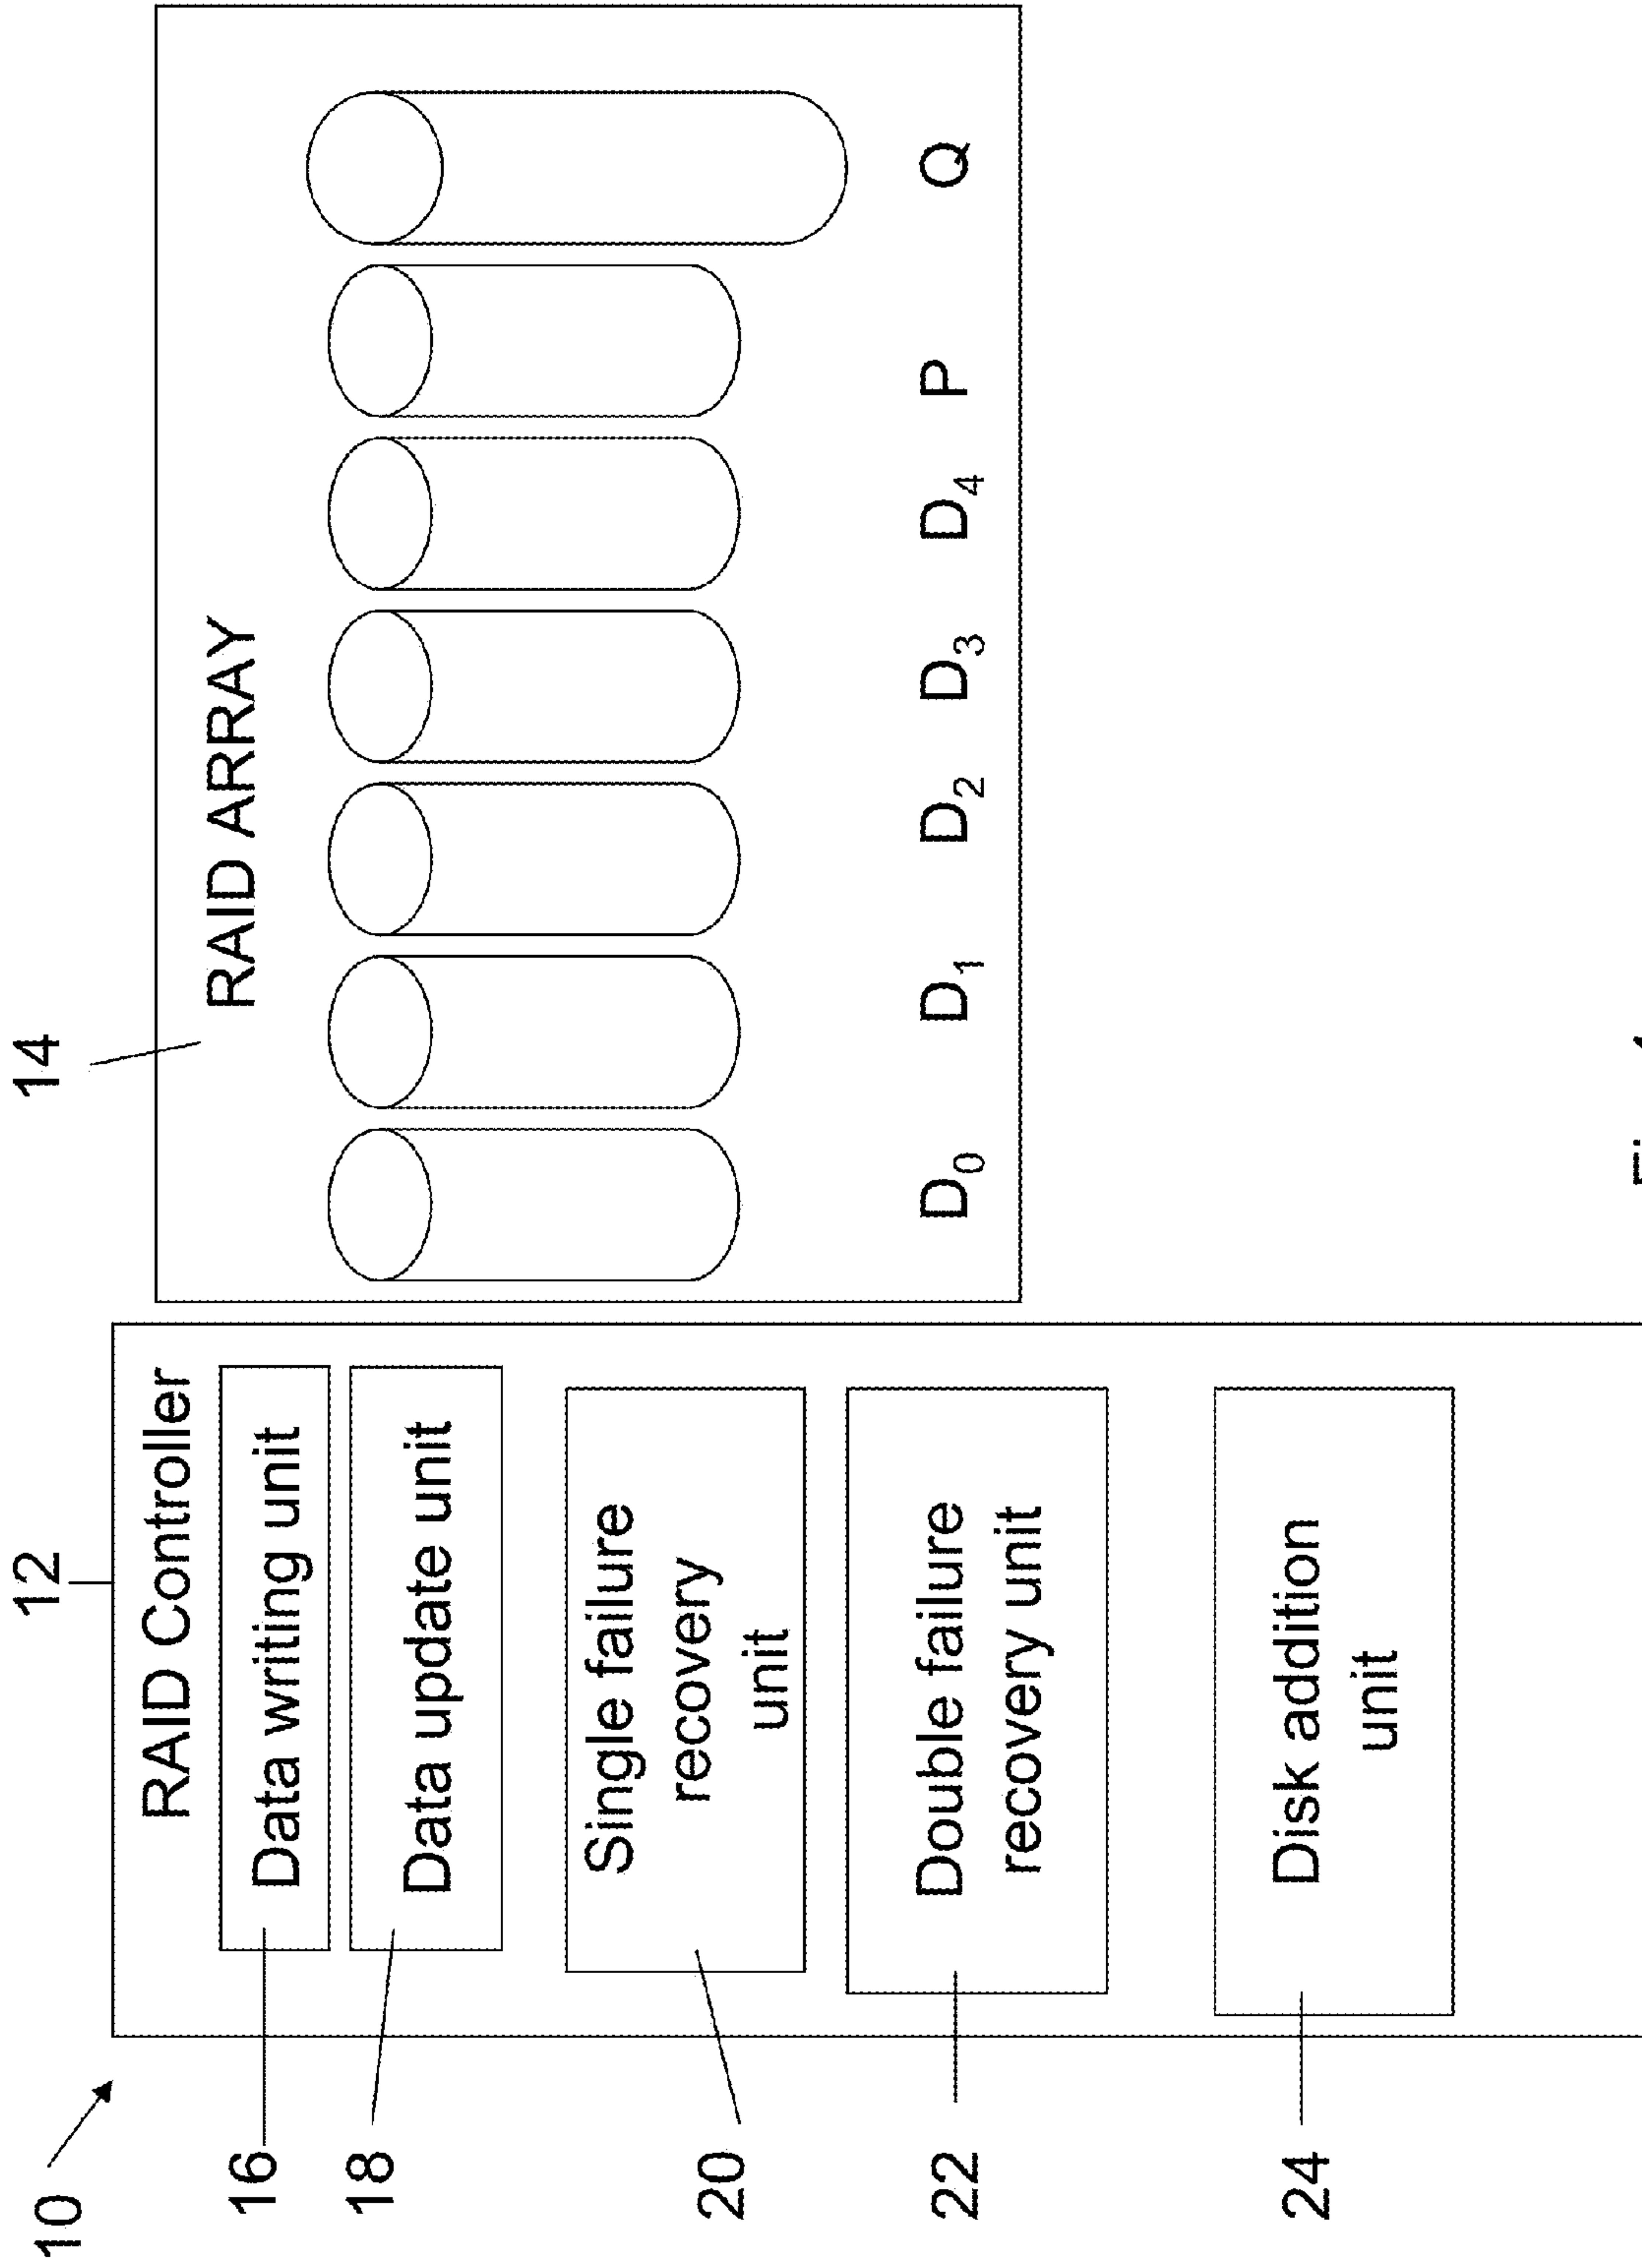 10
12
14
RAID Controller
RAID ARRAY
16
Data writing unit
18
Data update unit
20
Single failure
recovery
unit
22
Double failure
recovery unit
24
Disk addition
unit
D0 D1 D2 D3 D4 P Q